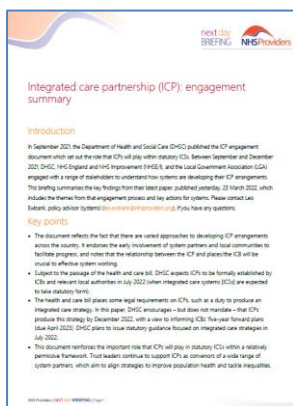 next day
BRIEFING
NHSProviders
Integrated care partnership (ICP): engagement
summary
Introduction
In September 2021, the Department of Health and Social Care (DHSC) published the ICP engagement
document which set out the role that ICPs will play within statutory ICSs. Between September and December
2021, DHSC, NHS England and NHS Improvement (NHSE/I), and the Local Government Association (LGA)
engaged with a range of stakeholders to understand how systems are developing their ICP arrangements.
This briefing summarises the key findings from their latest paper, published yesterday, 23 March 2022, which
includes the themes from that engagement process and key actions for systems. Please contact Leo
Ewbank, policy advisor (systems) (leo.ewbank@nhsproviders.org), if you have any questions.
Key points
• The document reflects the fact that there are varied approaches to developing ICP arrangements
across the country. It endorses the early involvement of system partners and local communities to
facilitate progress, and notes that the relationship between the ICP and places/the ICB will be
crucial to effective system working.
• Subject to the passage of the health and care bill, DHSC expects ICPs to be formally established by
ICBs and relevant local authorities in July 2022 (when integrated care systems (ICSs) are expected
to take statutory form).
• The health and care bill places some legal requirements on ICPs, such as a duty to produce an
integrated care strategy. In this paper, DHSC encourages – but does not mandate – that ICPs
produce this strategy by December 2022, with a view to informing ICBs' five-year forward plans
(due April 2023). DHSC plans to issue statutory guidance focused on integrated care strategies in
July 2022.
• This document reinforces the important role that ICPs will play in statutory ICSs within a relatively
permissive framework. Trust leaders continue to support ICPs as convenors of a wide range of
system partners, which aim to align strategies to improve population health and tackle inequalities.
NHS Providers | NEXT DAY BRIEFING | Page 1